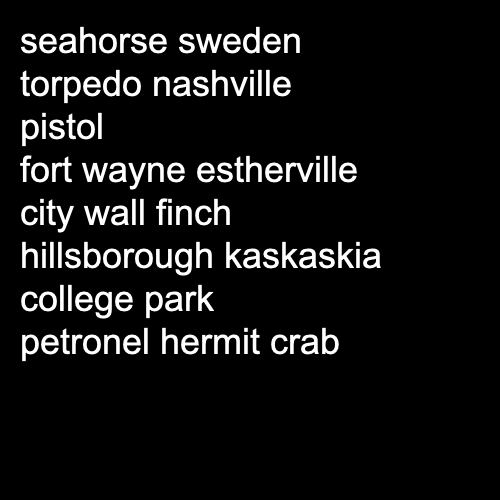 seahorse sweden
torpedo nashville
pistol
fort wayne estherville
city wall finch
hillsborough kaskaskia
college park
petronel hermit crab